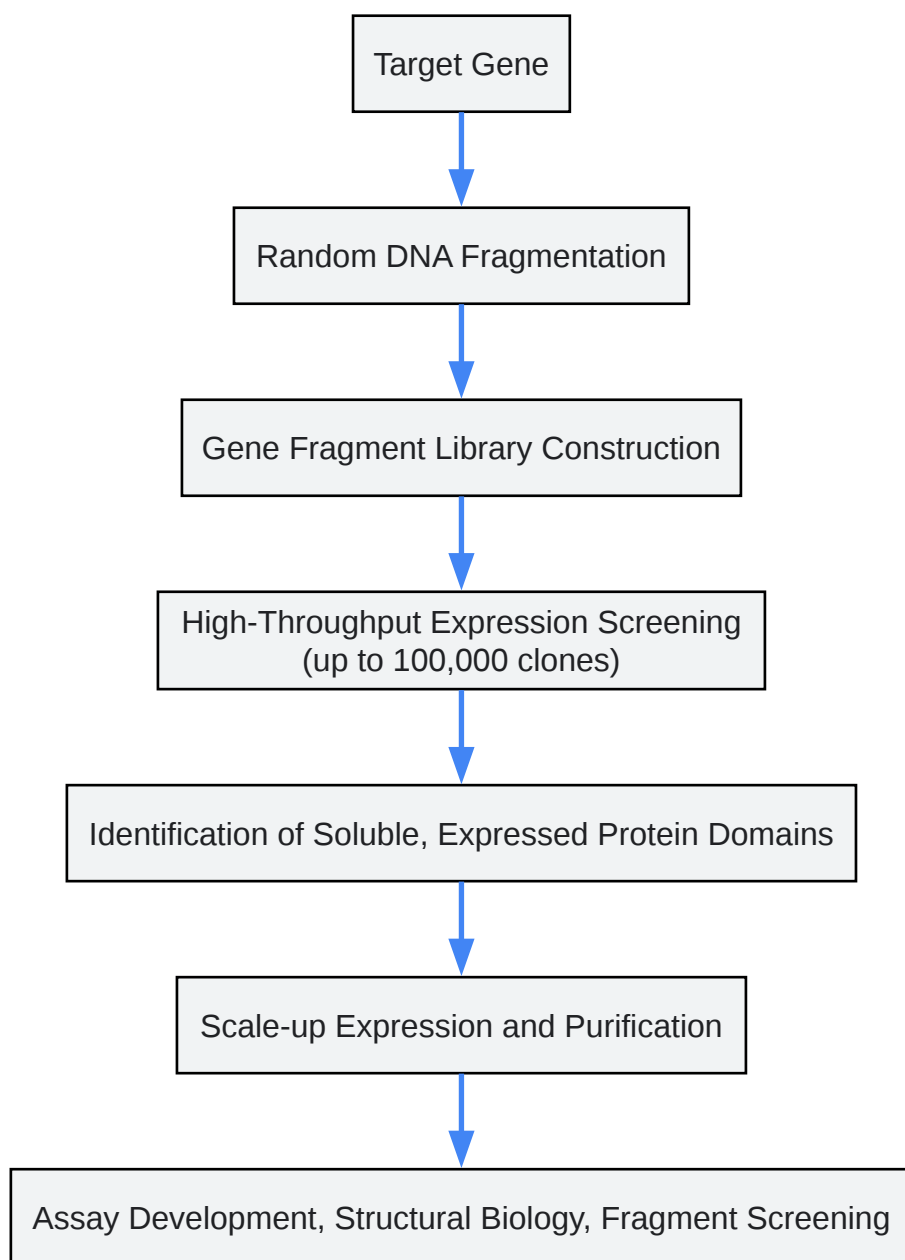 Target Gene
Random DNA Fragmentation
Gene Fragment Library Construction
High-Throughput Expression Screening
(up to 100,000 clones)
Identification of Soluble, Expressed Protein Domains
Scale-up Expression and Purification
Assay Development, Structural Biology, Fragment Screening